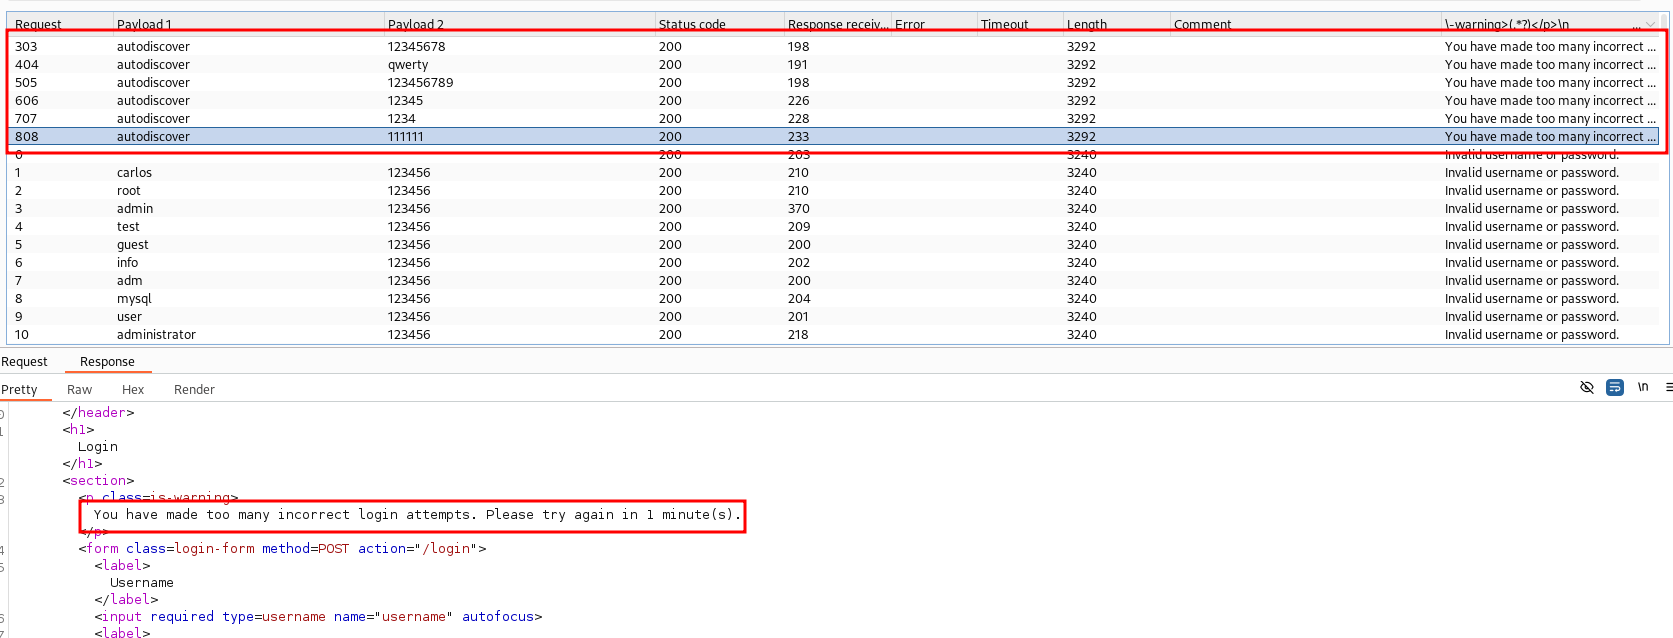 Request Payload 1 Payload 2 Status code Response receiv... Error Timeout Length Comment \-warning>(.*?)</p>\n ...
303 autodiscover 12345678 200 198 3292 You have made too many incorrect ...
404 autodiscover qwerty 200 191 3292 You have made too many incorrect ...
505 autodiscover 123456789 200 198 3292 You have made too many incorrect ...
606 autodiscover 12345 200 226 3292 You have made too many incorrect ...
707 autodiscover 1234 200 228 3292 You have made too many incorrect ...
808 autodiscover 111111 200 233 3292 You have made too many incorrect ...
0 200 203 3240 Invalid username or password.
1 carlos 123456 200 210 3240 Invalid username or password.
2 root 123456 200 210 3240 Invalid username or password.
3 admin 123456 200 370 3240 Invalid username or password.
4 test 123456 200 209 3240 Invalid username or password.
5 guest 123456 200 200 3240 Invalid username or password.
6 info 123456 200 202 3240 Invalid username or password.
7 adm 123456 200 200 3240 Invalid username or password.
8 mysql 123456 200 204 3240 Invalid username or password.
9 user 123456 200 201 3240 Invalid username or password.
10 administrator 123456 200 218 3240 Invalid username or password.
Request Response
Pretty Raw Hex Render \n
</header>
<h1>
Login
</h1>
<section>
<p class=is-warning>
You have made too many incorrect login attempts. Please try again in 1 minute(s).
</p>
<form class=login-form method=POST action="/login">
<label>
Username
</label>
<input required type=username name="username" autofocus>
<label>